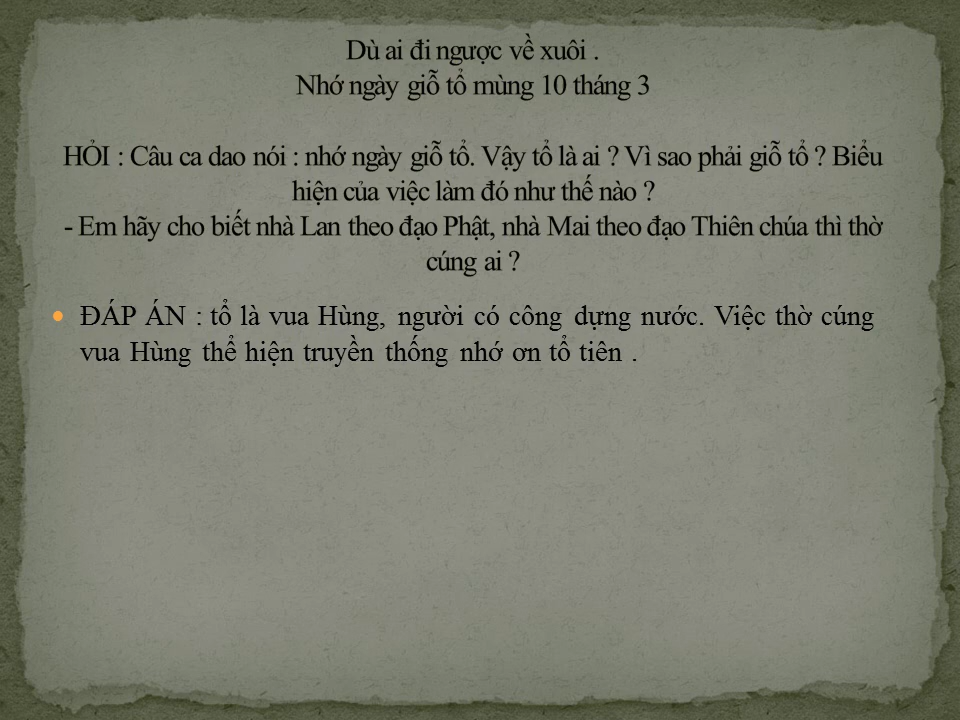 Dù ai đi ngược về xuôi .
Nhớ ngày giỗ tổ mùng 10 tháng 3
HỎI : Câu ca dao nói : nhớ ngày giỗ tổ. Vậy tổ là ai ? Vì sao phải giỗ tổ ? Biểu
hiện của việc làm đó như thế nào ?
- Em hãy cho biết nhà Lan theo đạo Phật, nhà Mai theo đạo Thiên chúa thì thờ
cúng ai ?
ĐÁP ÁN : tổ là vua Hùng, người có công dựng nước. Việc thờ cúng
vua Hùng thể hiện truyền thống nhớ ơn tổ tiên .